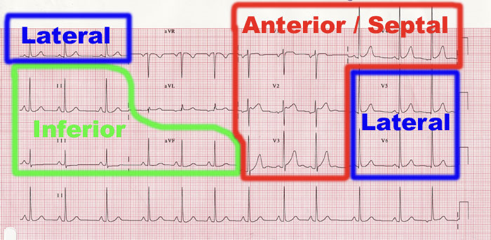 Lateral
aVR
Anterior / Septal
II
aVL
V2
V5
Inferior
Lateral
III
aVF
V3
V6
II